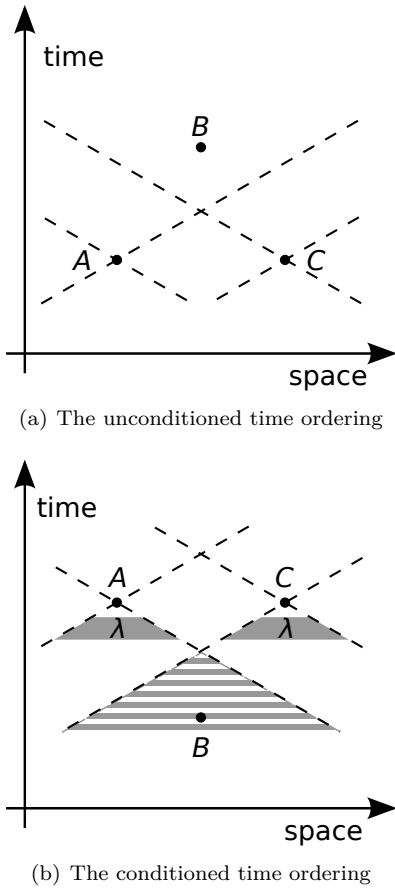 time
B
A
C
space
(a) The unconditioned time ordering
time
A
C
λ
λ
B
space
(b) The conditioned time ordering